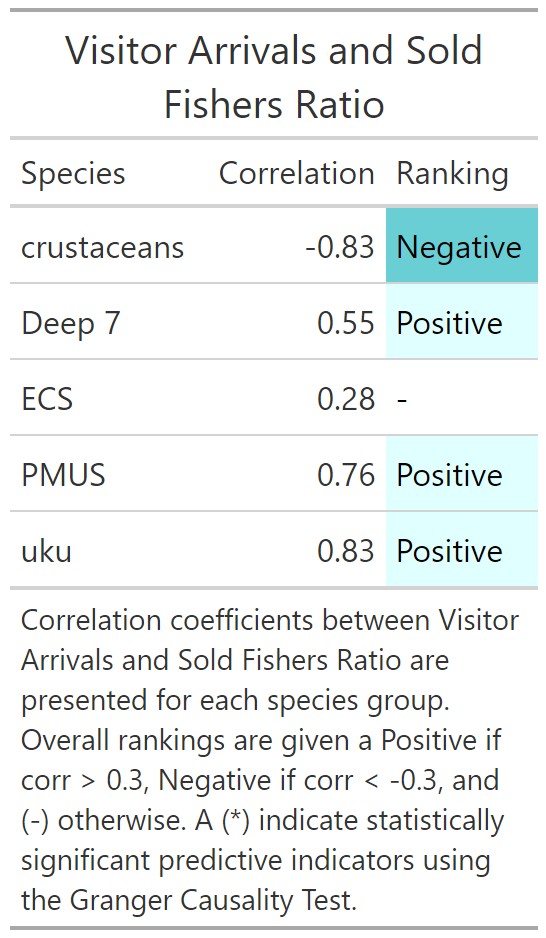 Visitor Arrivals and Sold
Fishers Ratio
Species Correlation Ranking
crustaceans -0.83 Negative
Deep 7 0.55 Positive
ECS 0.28 -
PMUS 0.76 Positive
uku 0.83 Positive
Correlation coefficients between Visitor
Arrivals and Sold Fishers Ratio are
presented for each species group.
Overall rankings are given a Positive if
corr > 0.3, Negative if corr < -0.3, and
(-) otherwise. A (*) indicate statistically
significant predictive indicators using
the Granger Causality Test.